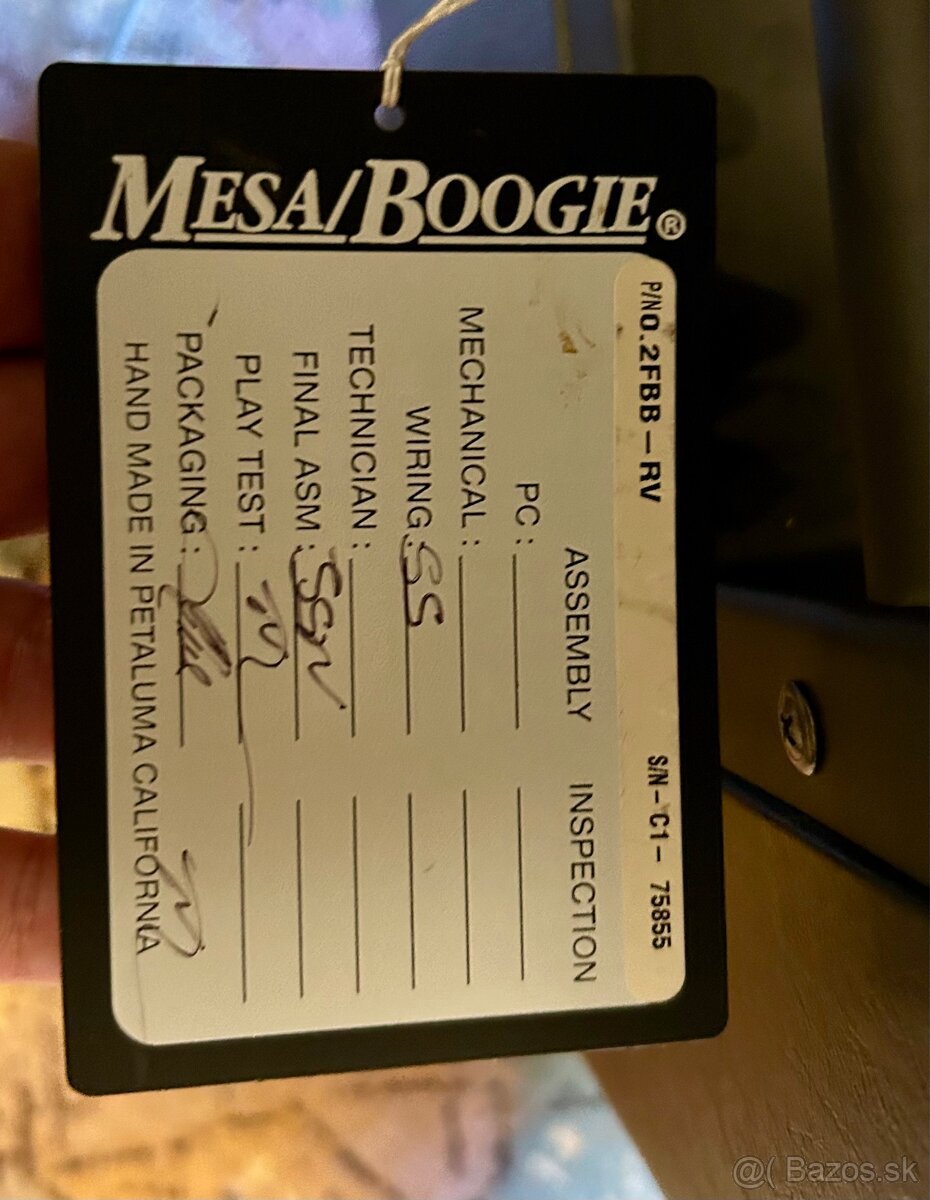 MESA/BOOGIE®
P/NO. 2FBB-RV S/N-C1- 75855
ASSEMBLY INSPECTION
PC:
MECHANICAL:
WIRING: SS
TECHNICIAN:
FINAL ASM:
PLAY TEST:
PACKAGING:
HAND MADE IN PETALUMA CALIFORNIA
@( Bazos.sk